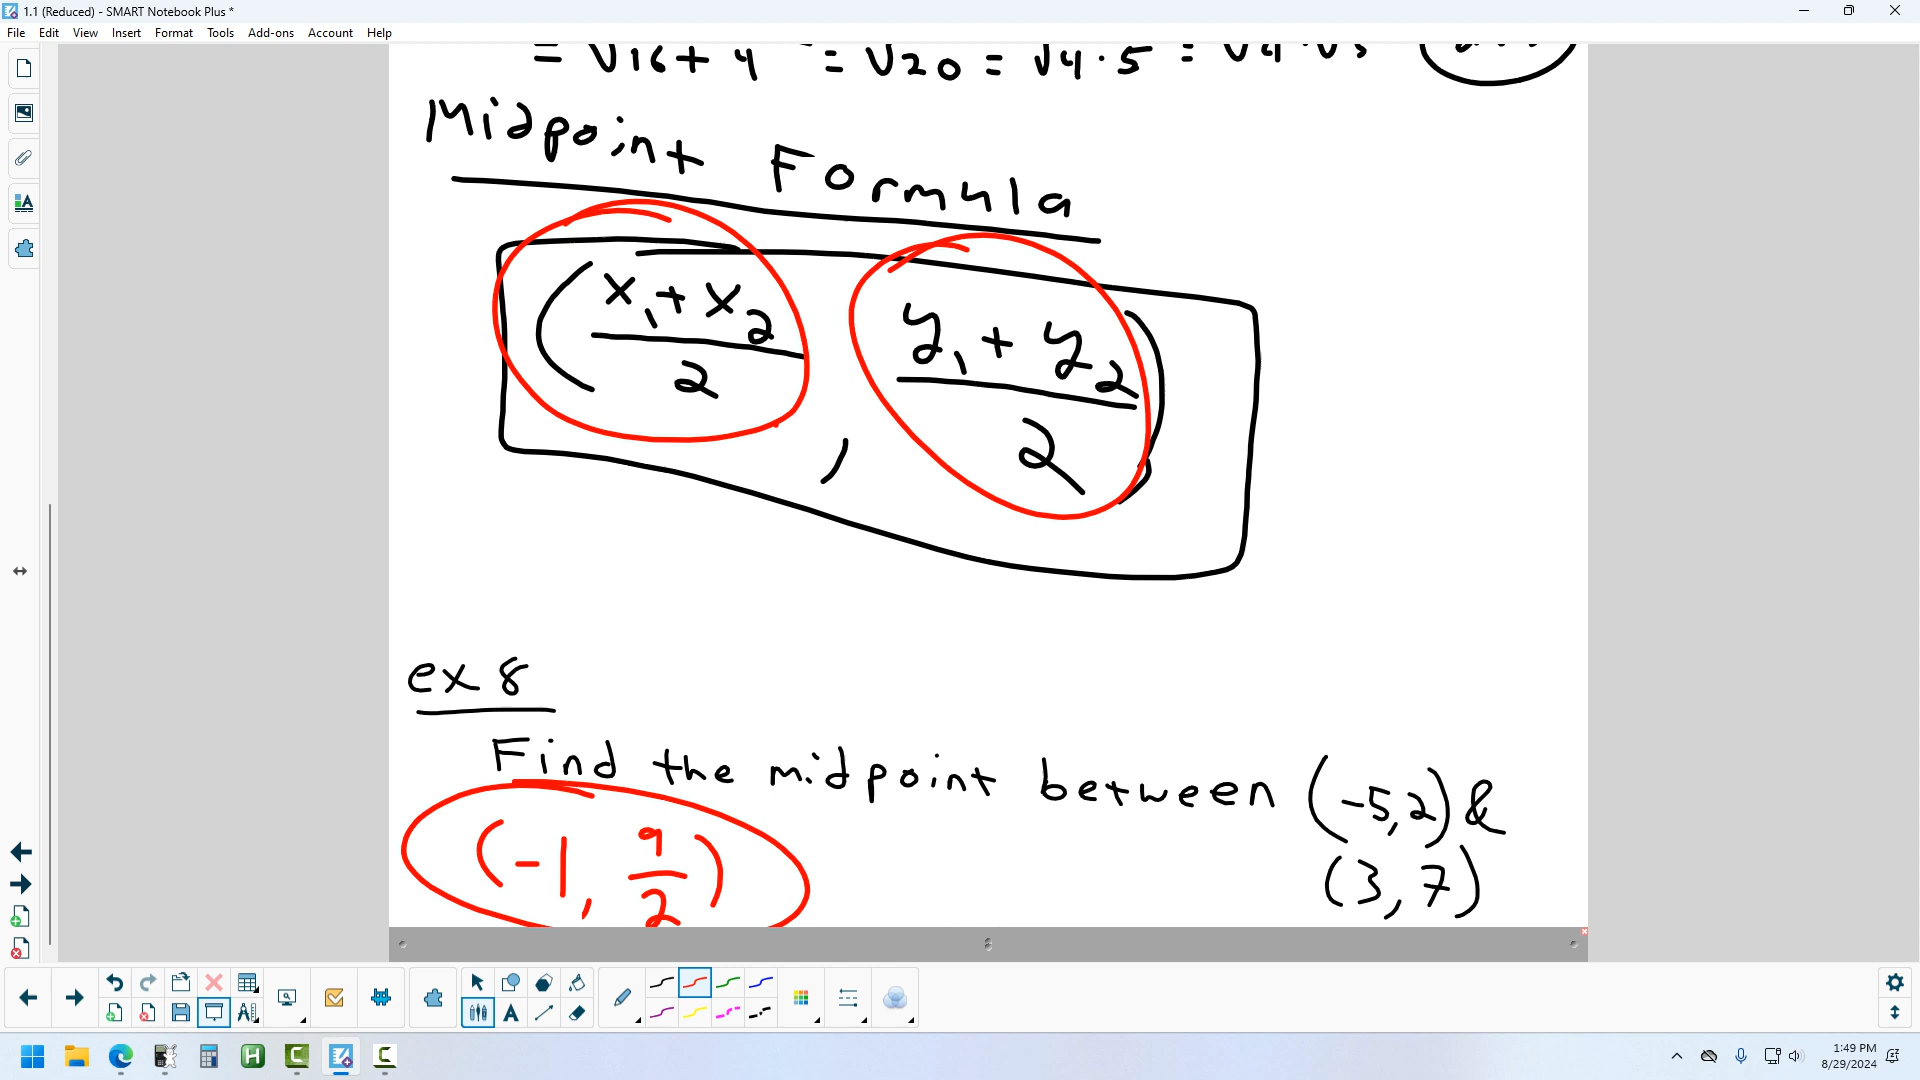 1.1 (Reduced) - SMART Notebook Plus *
File Edit View Insert Format Tools Add-ons Account Help
= √16 + 4 = √20 = √4·5 = √4·√5
Midpoint Formula
(x₁ + x₂ / 2 , y₁ + y₂ / 2)
ex 8
Find the midpoint between (-5,2) &
(3,7)
(-1, 9/2)
1:49 PM
8/29/2024